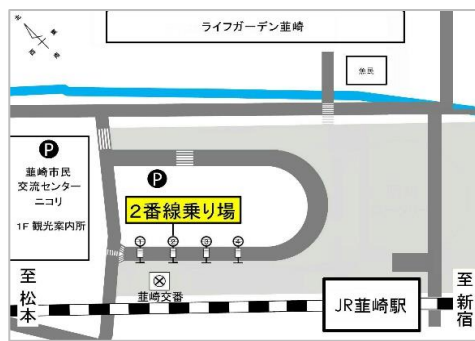 ライフガーデン韮崎
魚民
P
韮崎市民
交流センター
ニコリ
1F 観光案内所
P
2番線乗り場
① ② ③ ④
韮崎交番
至松本
JR韮崎駅
至新宿